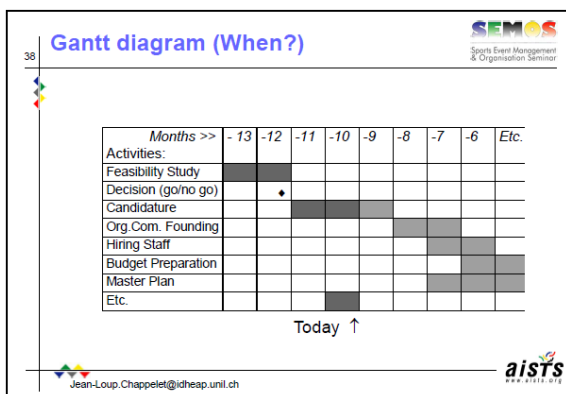 38
Gantt diagram (When?)
SEMOS
Sports Event Management
& Organisation Seminar
Months >> - 13 -12 -11 -10 -9 -8 -7 -6 Etc.
Activities:
Feasibility Study
Decision (go/no go)
Candidature
Org.Com. Founding
Hiring Staff
Budget Preparation
Master Plan
Etc.
Today ↑
Jean-Loup.Chappelet@idheap.unil.ch
aisTs
www.aists.org